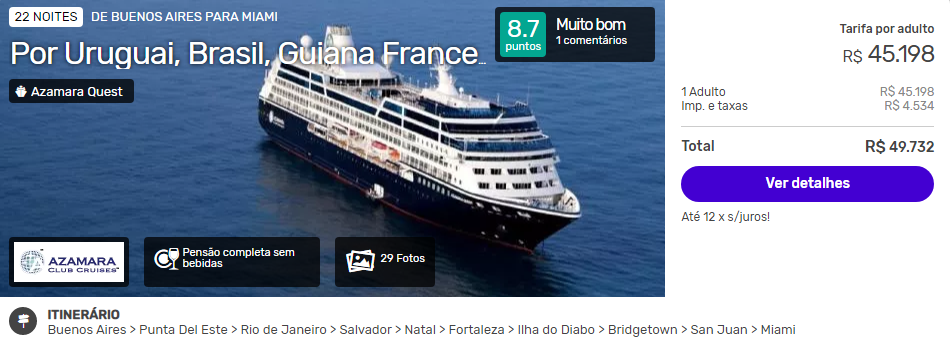 22 NOITES DE BUENOS AIRES PARA MIAMI
Por Uruguai, Brasil, Guiana France...
Azamara Quest
8.7
puntos
Muito bom
1 comentários
AZAMARA
CLUB CRUISES
Pensão completa sem
bebidas
29 Fotos
Tarifa por adulto
R$ 45.198
1 Adulto R$ 45.198
Imp. e taxas R$ 4.534
Total R$ 49.732
Ver detalhes
Até 12 x s/juros!
ITINERÁRIO
Buenos Aires > Punta Del Este > Rio de Janeiro > Salvador > Natal > Fortaleza > Ilha do Diabo > Bridgetown > San Juan > Miami